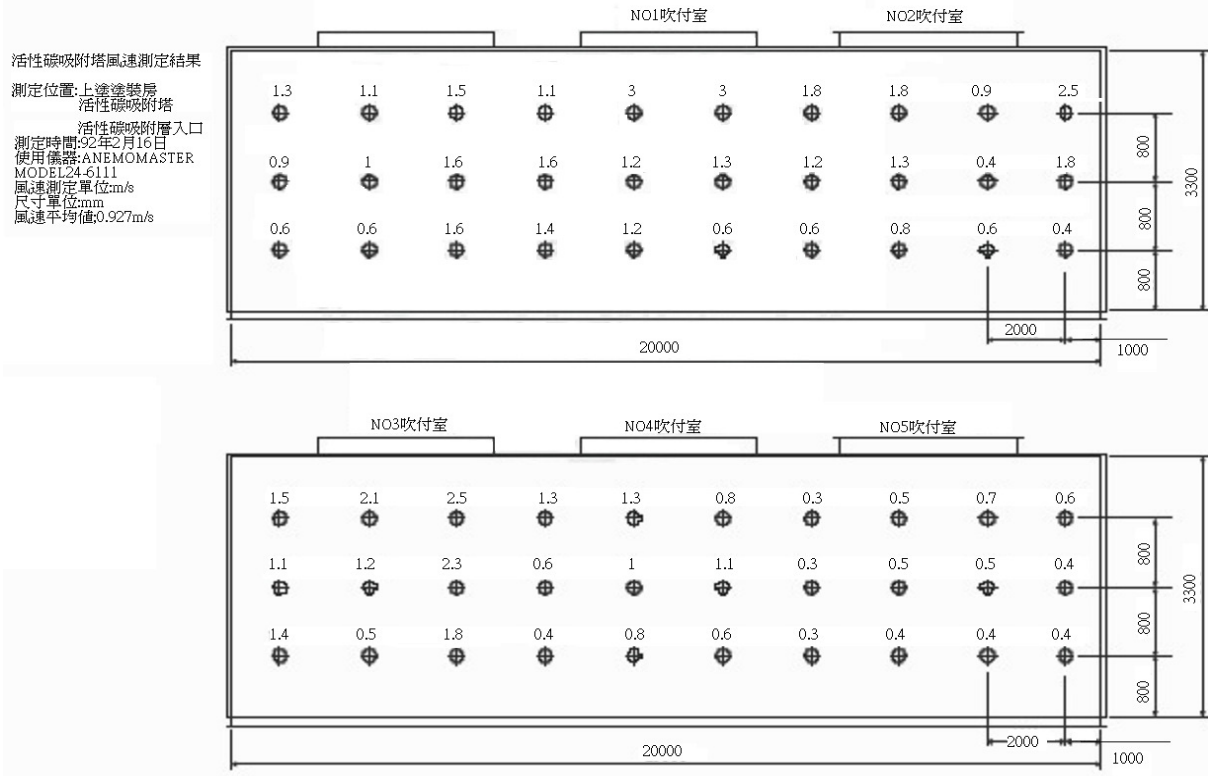 NO1吹付室 NO2吹付室
活性碳吸附塔風速測定結果
測定位置:上塗塗裝房
活性碳吸附塔
活性碳吸附層入口
測定時間:92年2月16日
使用儀器:ANEMOMASTER
MODEL24-6111
風速測定單位:m/s
尺寸單位:mm
風速平均値:0.927m/s
1.3 1.1 1.5 1.1 3 3 1.8 1.8 0.9 2.5
800
0.9 1 1.6 1.6 1.2 1.3 1.2 1.3 0.4 1.8
3300
800
0.6 0.6 1.6 1.4 1.2 0.6 0.6 0.8 0.6 0.4
800
2000
20000 1000
NO3吹付室 NO4吹付室 NO5吹付室
1.5 2.1 2.5 1.3 1.3 0.8 0.3 0.5 0.7 0.6
800
1.1 1.2 2.3 0.6 1 1.1 0.3 0.5 0.5 0.4
3300
800
1.4 0.5 1.8 0.4 0.8 0.6 0.3 0.4 0.4 0.4
800
2000
20000 1000